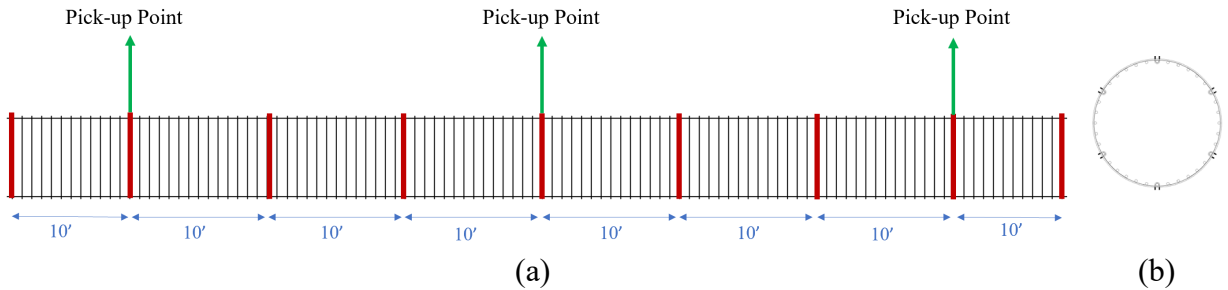 Pick-up Point Pick-up Point Pick-up Point
10′ 10′ 10′ 10′ 10′ 10′ 10′ 10′
(a) (b)